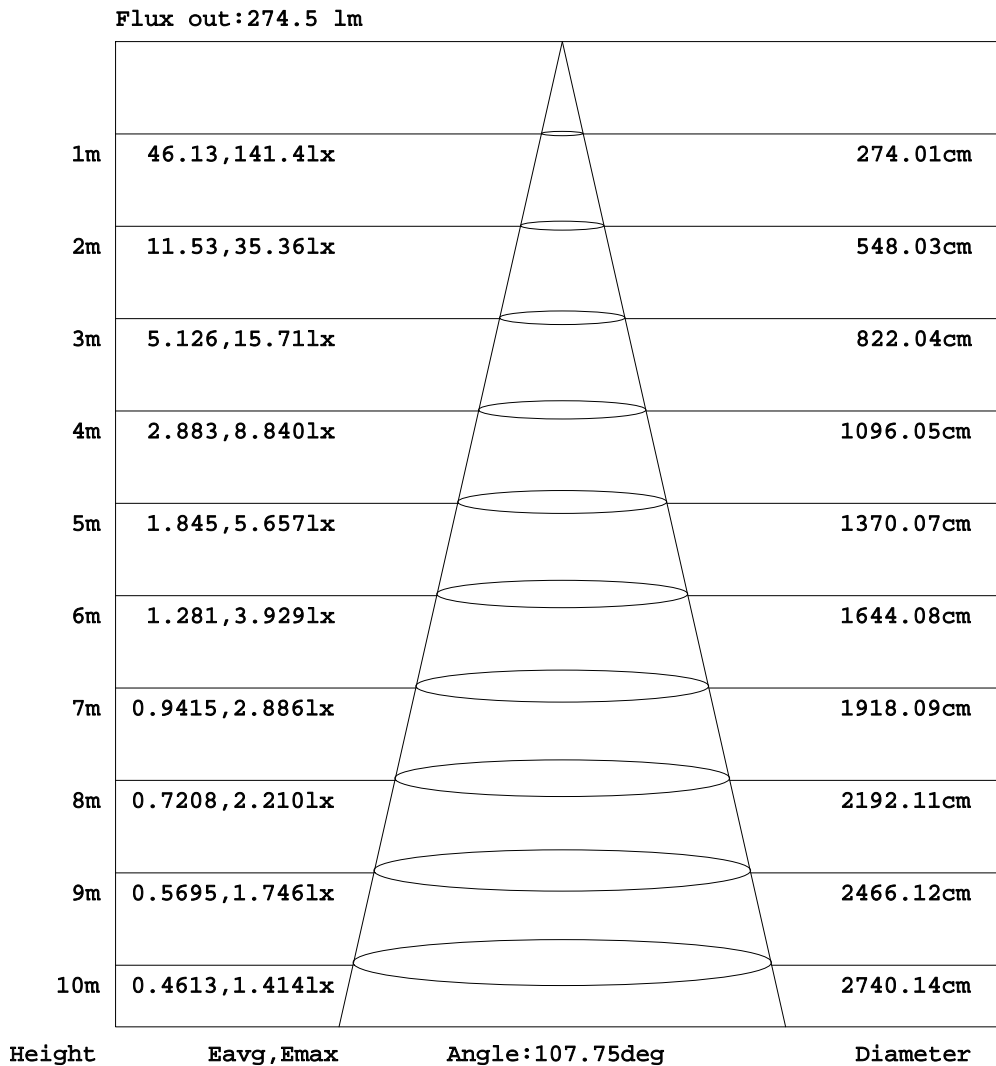 Flux out:274.5 lm
1m 46.13,141.4lx 274.01cm
2m 11.53,35.36lx 548.03cm
3m 5.126,15.71lx 822.04cm
4m 2.883,8.840lx 1096.05cm
5m 1.845,5.657lx 1370.07cm
6m 1.281,3.929lx 1644.08cm
7m 0.9415,2.886lx 1918.09cm
8m 0.7208,2.210lx 2192.11cm
9m 0.5695,1.746lx 2466.12cm
10m 0.4613,1.414lx 2740.14cm
Height Eavg,Emax Angle:107.75deg Diameter